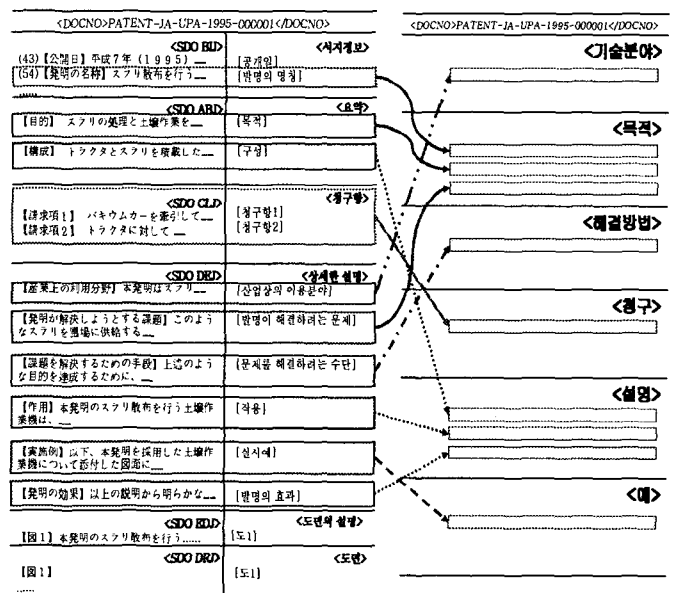 <DOCNO>PATENT-JA-UPA-1995-000001</DOCNO>
<SDO BIJ> <서지정보>
(43)【公開日】平成7年(1995) [공개일]
(54)【発明の名称】スラリ散布を行う [발명의 명칭]
<SDO ABJ> <요약>
【目的】 スラリの処理と土壌作業を [목적]
【構成】 トラクタとスラリを積載した [구성]
<SDO CLJ> <청구항>
【請求項1】 バキウムカーを牽引して [청구항1]
【請求項2】 トラクタに対して [청구항2]
<SDO DEJ> <상세한 설명>
【産業上の利用分野】本発明はスラリ [산업상의 이용분야]
【発明が解決しようとする課題】このよう [발명이 해결하려는 문제]
なスラリを圃場に供給する
【課題を解決するための手段】上述のよう [문제를 해결하려는 수단]
な目的を達成するために、
【作用】本発明のスラリ散布を行う土壌作 [작용]
業機は、
【実施例】以下、本発明を採用した土壌作 [실시예]
業機について添付した図面に
【発明の効果】以上の説明から明らかな [발명의 효과]
<SDO EDJ> <도면의 설명>
【図1】本発明のスラリ散布を行う...... [도1]
<SDO DRJ> <도면>
【図1】 [도1]
......
<DOCNO>PATENT-JA-UPA-1995-000001</DOCNO>
<기술분야>
<목적>
<해결방법>
<청구>
<설명>
<예>